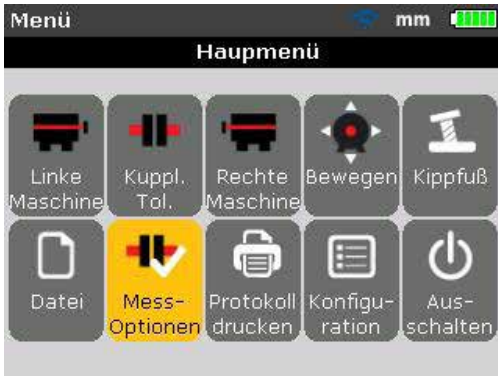 Menü mm
Haupmenü
Linke Maschine
Kuppl. Tol.
Rechte Maschine
Bewegen
Kippfuß
Datei
Mess-Optionen
Protokoll drucken
Konfigu-ration
Aus-schalten